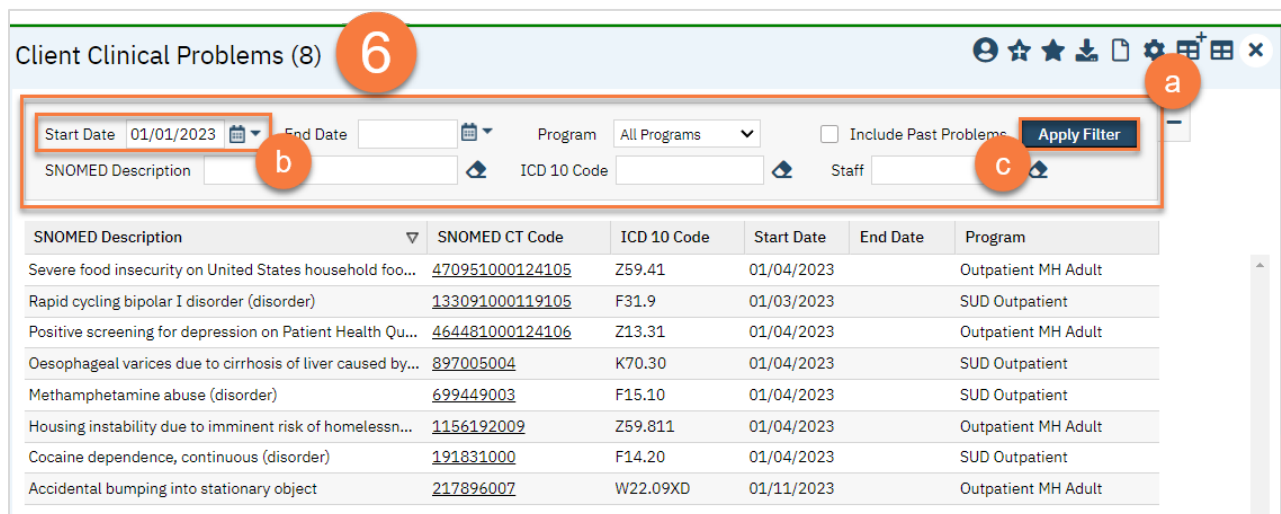 Client Clinical Problems (8) 6
a
Start Date 01/01/2023 End Date Program All Programs Include Past Problems Apply Filter
b
SNOMED Description ICD 10 Code Staff c
SNOMED Description SNOMED CT Code ICD 10 Code Start Date End Date Program
Severe food insecurity on United States household foo... 470951000124105 Z59.41 01/04/2023 Outpatient MH Adult
Rapid cycling bipolar I disorder (disorder) 133091000119105 F31.9 01/03/2023 SUD Outpatient
Positive screening for depression on Patient Health Qu... 464481000124106 Z13.31 01/04/2023 Outpatient MH Adult
Oesophageal varices due to cirrhosis of liver caused by... 897005004 K70.30 01/04/2023 SUD Outpatient
Methamphetamine abuse (disorder) 699449003 F15.10 01/04/2023 SUD Outpatient
Housing instability due to imminent risk of homelessn... 1156192009 Z59.811 01/04/2023 Outpatient MH Adult
Cocaine dependence, continuous (disorder) 191831000 F14.20 01/04/2023 SUD Outpatient
Accidental bumping into stationary object 217896007 W22.09XD 01/11/2023 Outpatient MH Adult